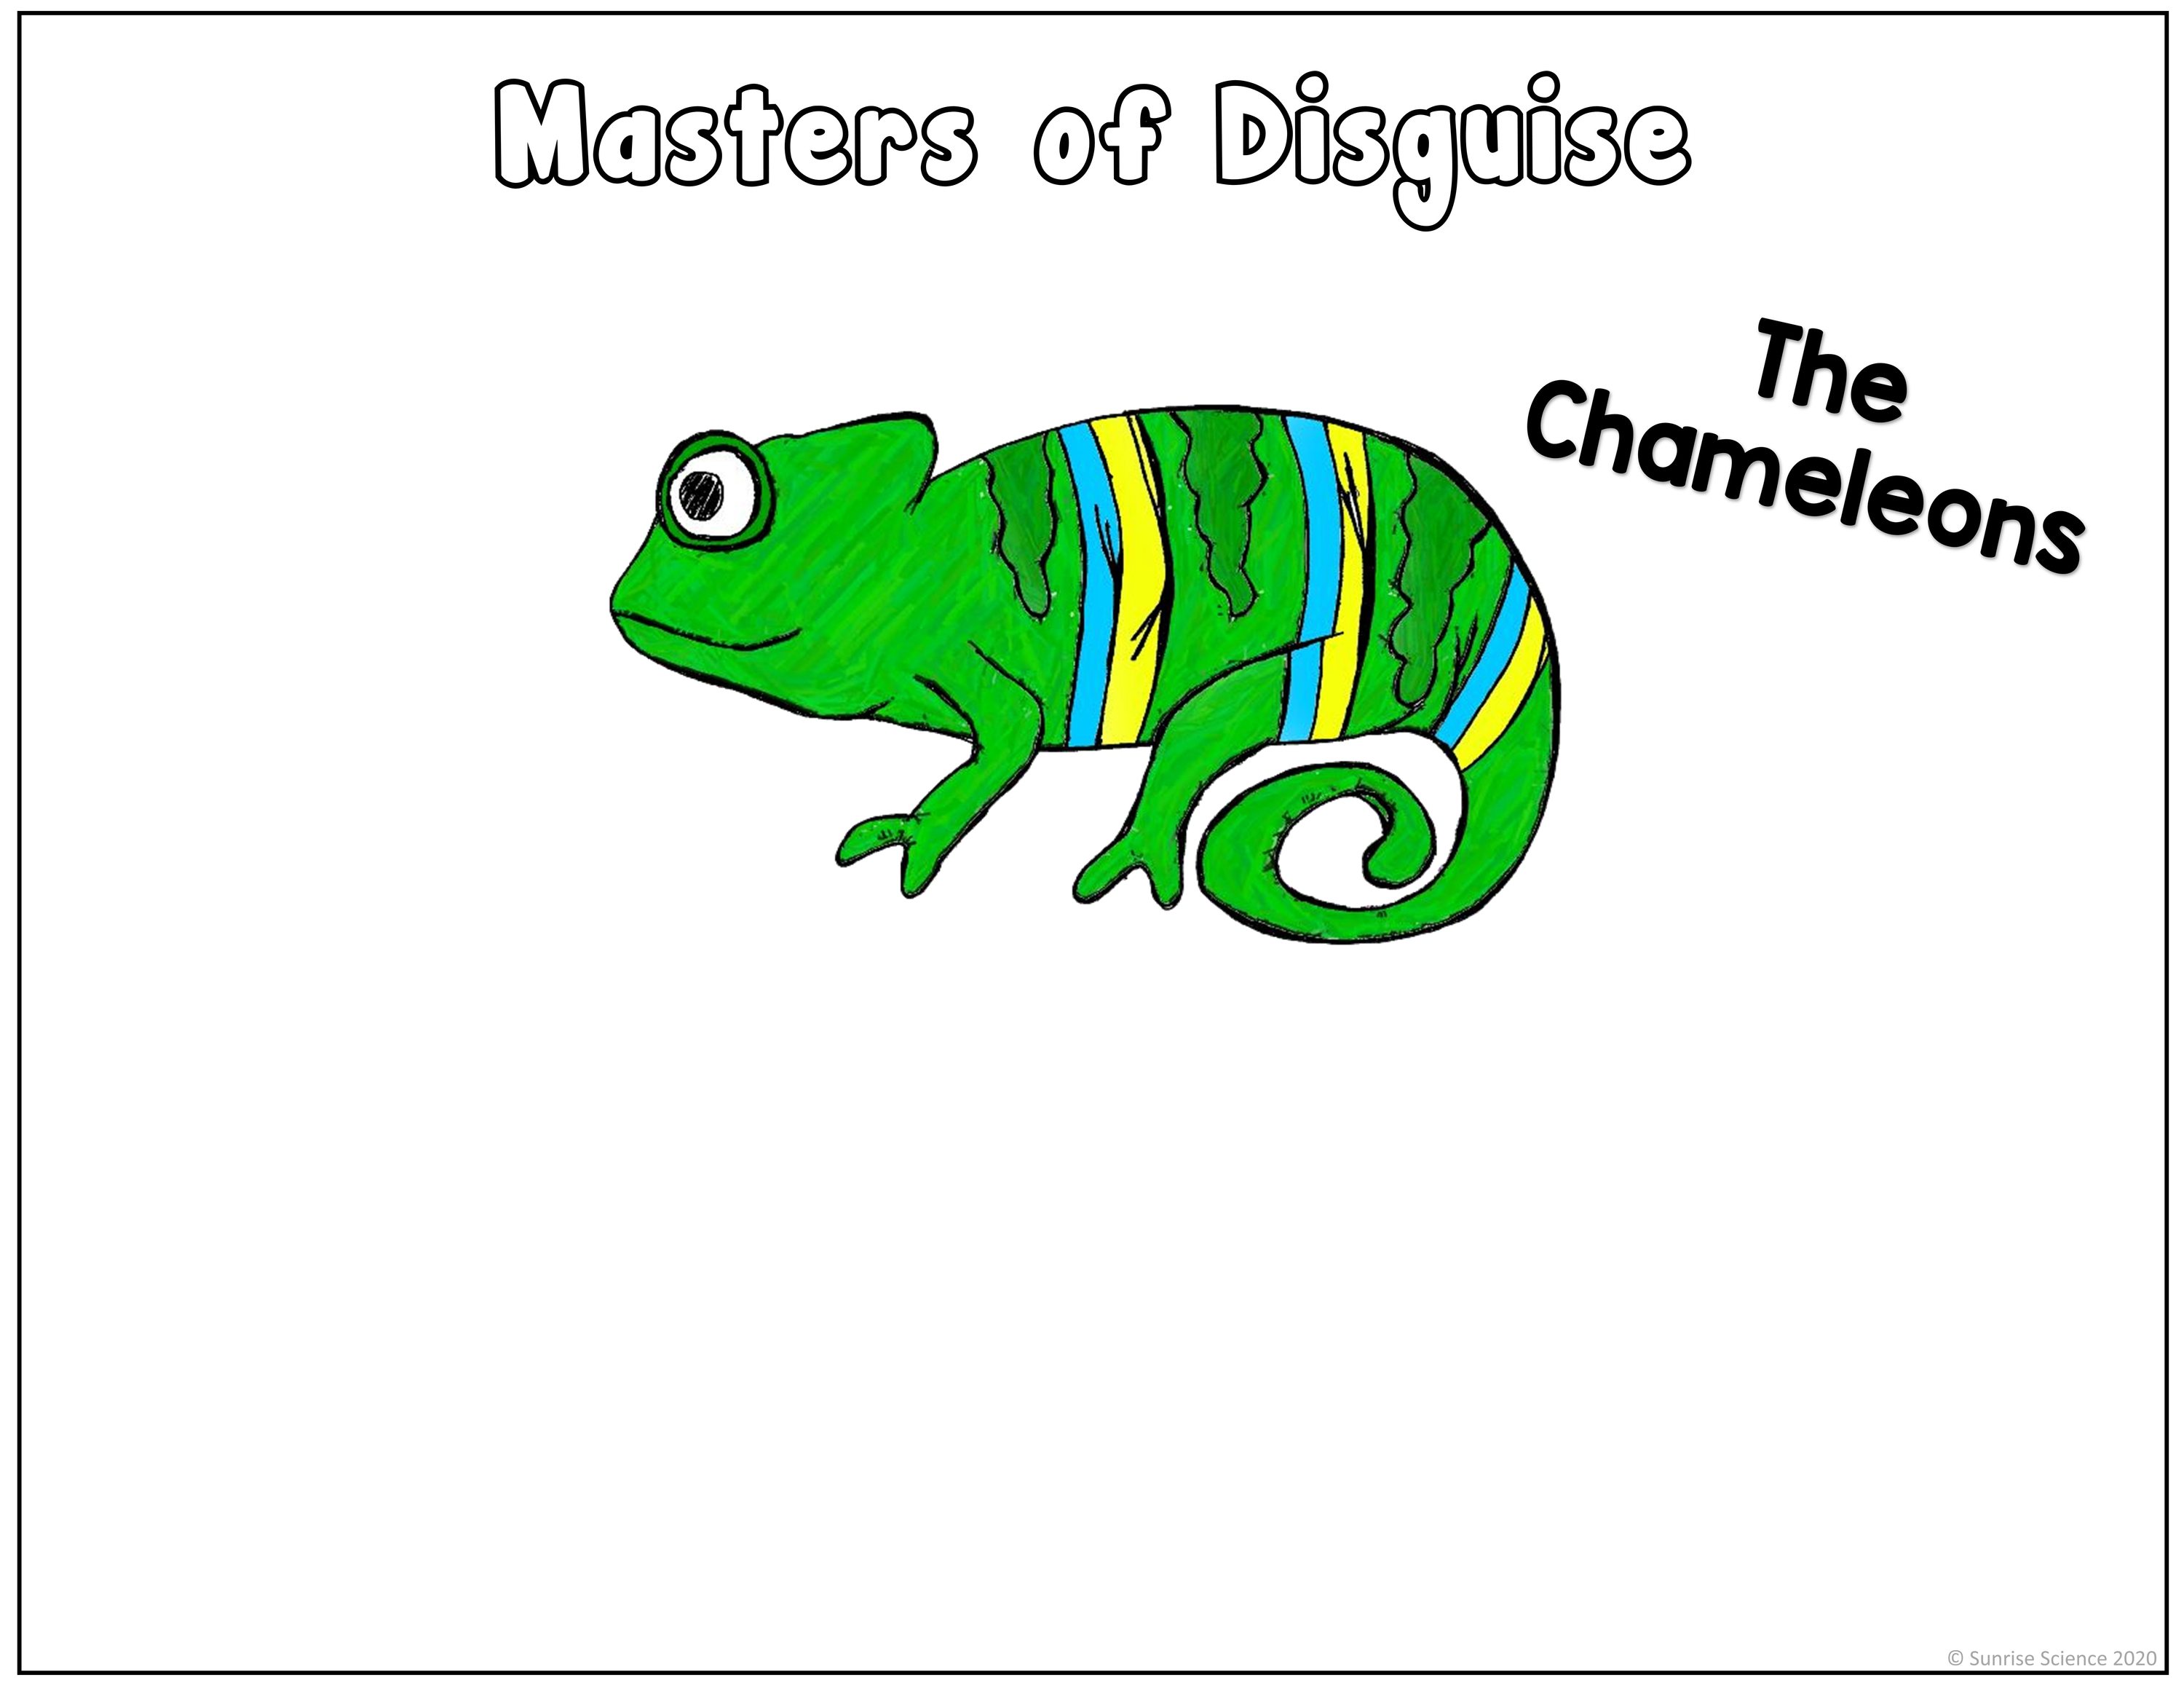 Masters of Disguise
The
Chameleons
© Sunrise Science 2020